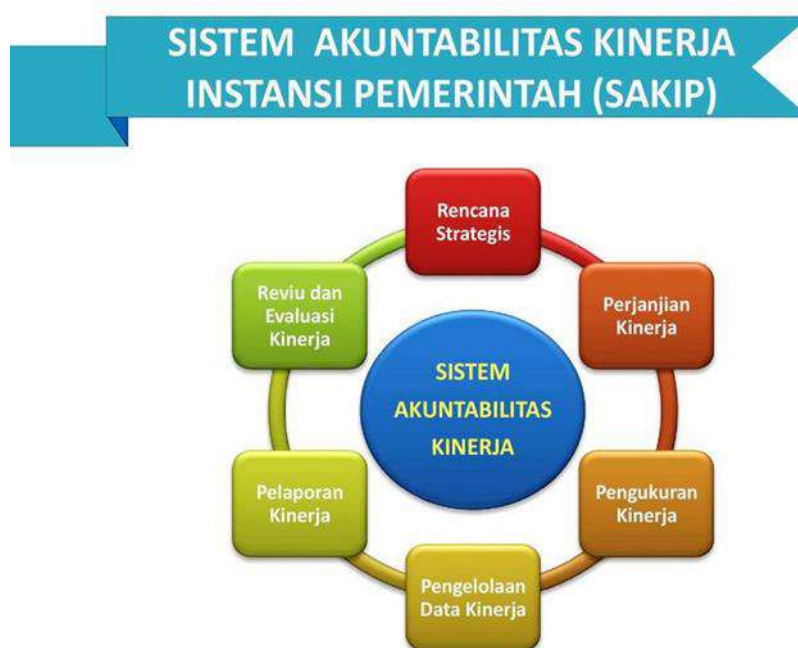 SISTEM AKUNTABILITAS KINERJA
INSTANSI PEMERINTAH (SAKIP)
Rencana
Strategis
Perjanjian
Kinerja
Pengukuran
Kinerja
Pengelolaan
Data Kinerja
Pelaporan
Kinerja
Reviu dan
Evaluasi
Kinerja
SISTEM
AKUNTABILITAS
KINERJA